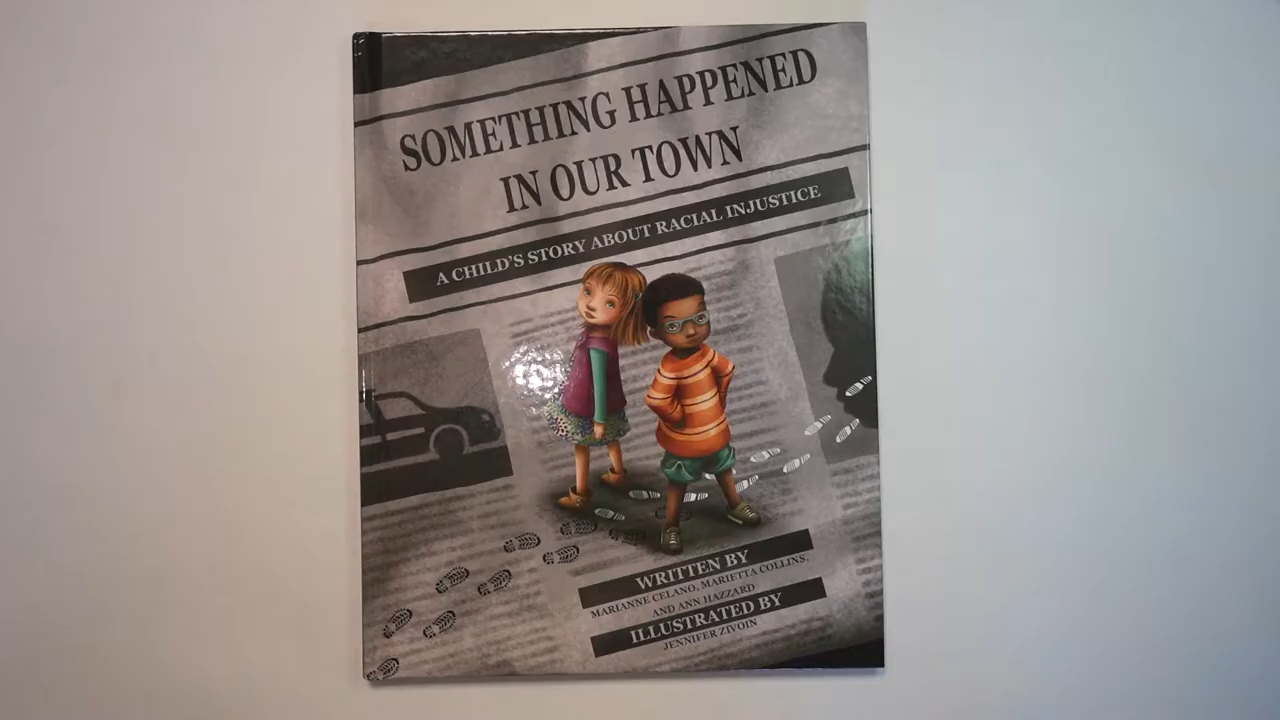 SOMETHING HAPPENED
IN OUR TOWN
A CHILD'S STORY ABOUT RACIAL INJUSTICE
WRITTEN BY
MARIANNE CELANO, MARIETTA COLLINS,
AND ANN HAZZARD
ILLUSTRATED BY
JENNIFER ZIVOIN